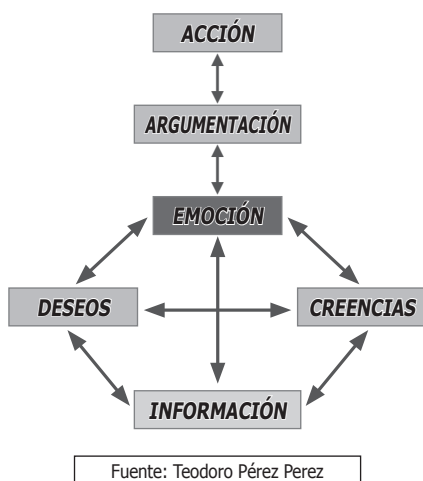 ACCIÓN
ARGUMENTACIÓN
EMOCIÓN
DESEOS
CREENCIAS
INFORMACIÓN
Fuente: Teodoro Pérez Perez